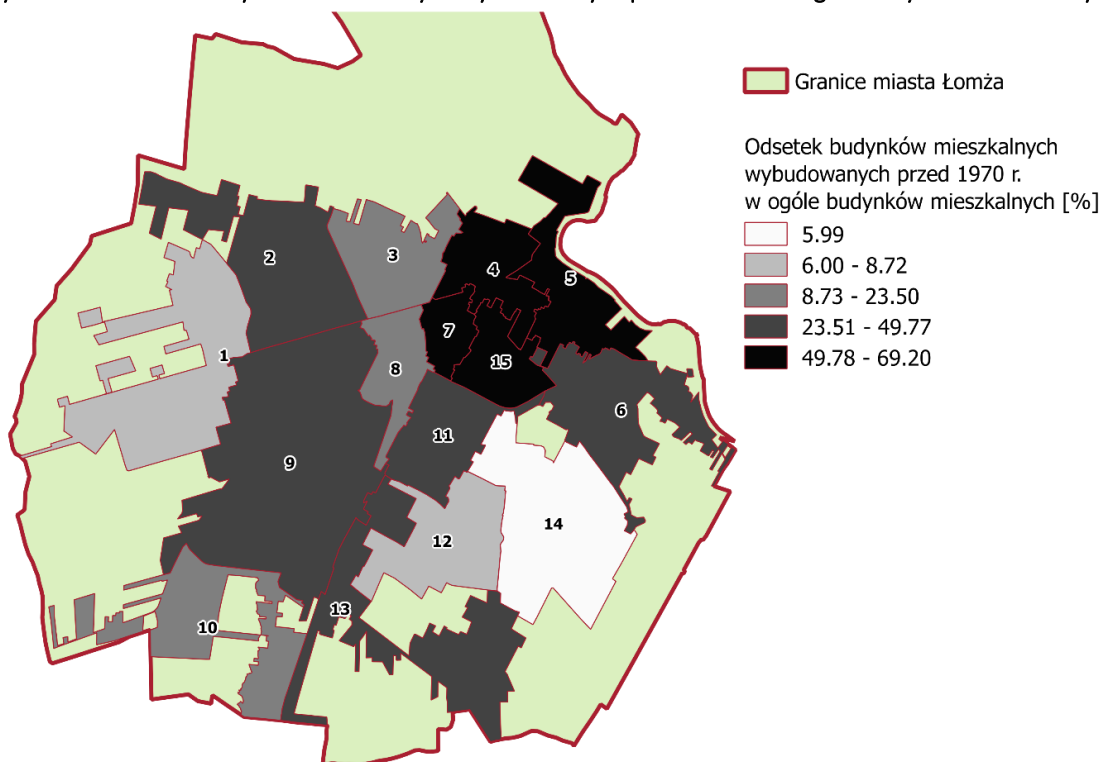 Granice miasta Łomża
Odsetek budynków mieszkalnych
wybudowanych przed 1970 r.
w ogóle budynków mieszkalnych [%]
5.99
6.00 - 8.72
8.73 - 23.50
23.51 - 49.77
49.78 - 69.20
2
3
4
5
7
1
8
15
6
11
9
14
12
13
10